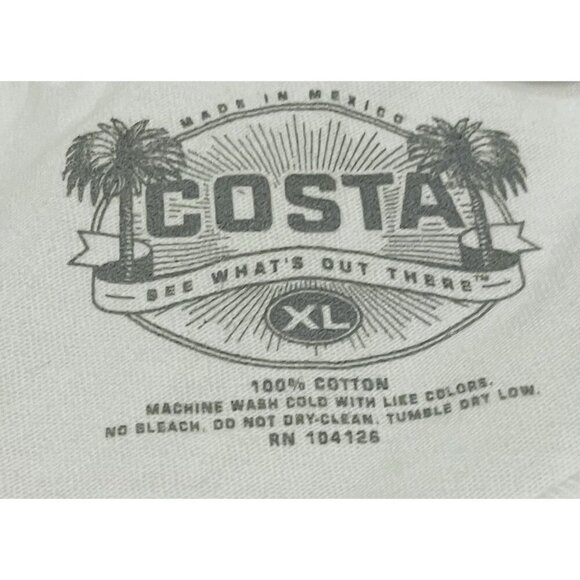 MADE IN MEXICO
COSTA
SEE WHAT'S OUT THERE™
XL
100% COTTON
MACHINE WASH COLD WITH LIKE COLORS.
NO BLEACH. DO NOT DRY-CLEAN. TUMBLE DRY LOW.
RN 104126